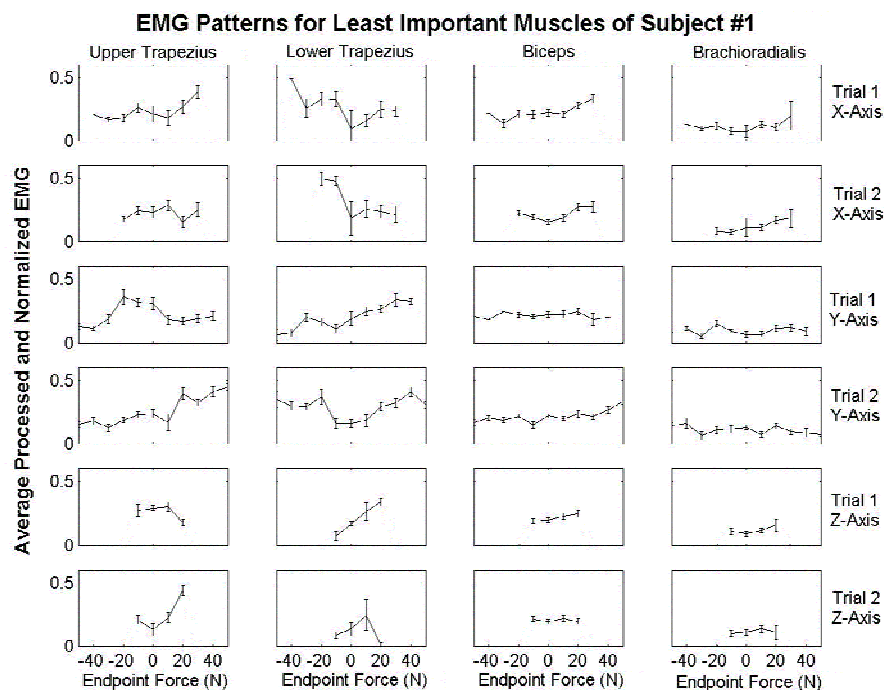 EMG Patterns for Least Important Muscles of Subject #1
Upper Trapezius Lower Trapezius Biceps Brachioradialis
Average Processed and Normalized EMG
0.5
0
Trial 1
X-Axis
0.5
0
Trial 2
X-Axis
0.5
0
Trial 1
Y-Axis
0.5
0
Trial 2
Y-Axis
0.5
0
Trial 1
Z-Axis
0.5
0
Trial 2
Z-Axis
-40 -20 0 20 40 -40 -20 0 20 40 -40 -20 0 20 40 -40 -20 0 20 40
Endpoint Force (N) Endpoint Force (N) Endpoint Force (N) Endpoint Force (N)